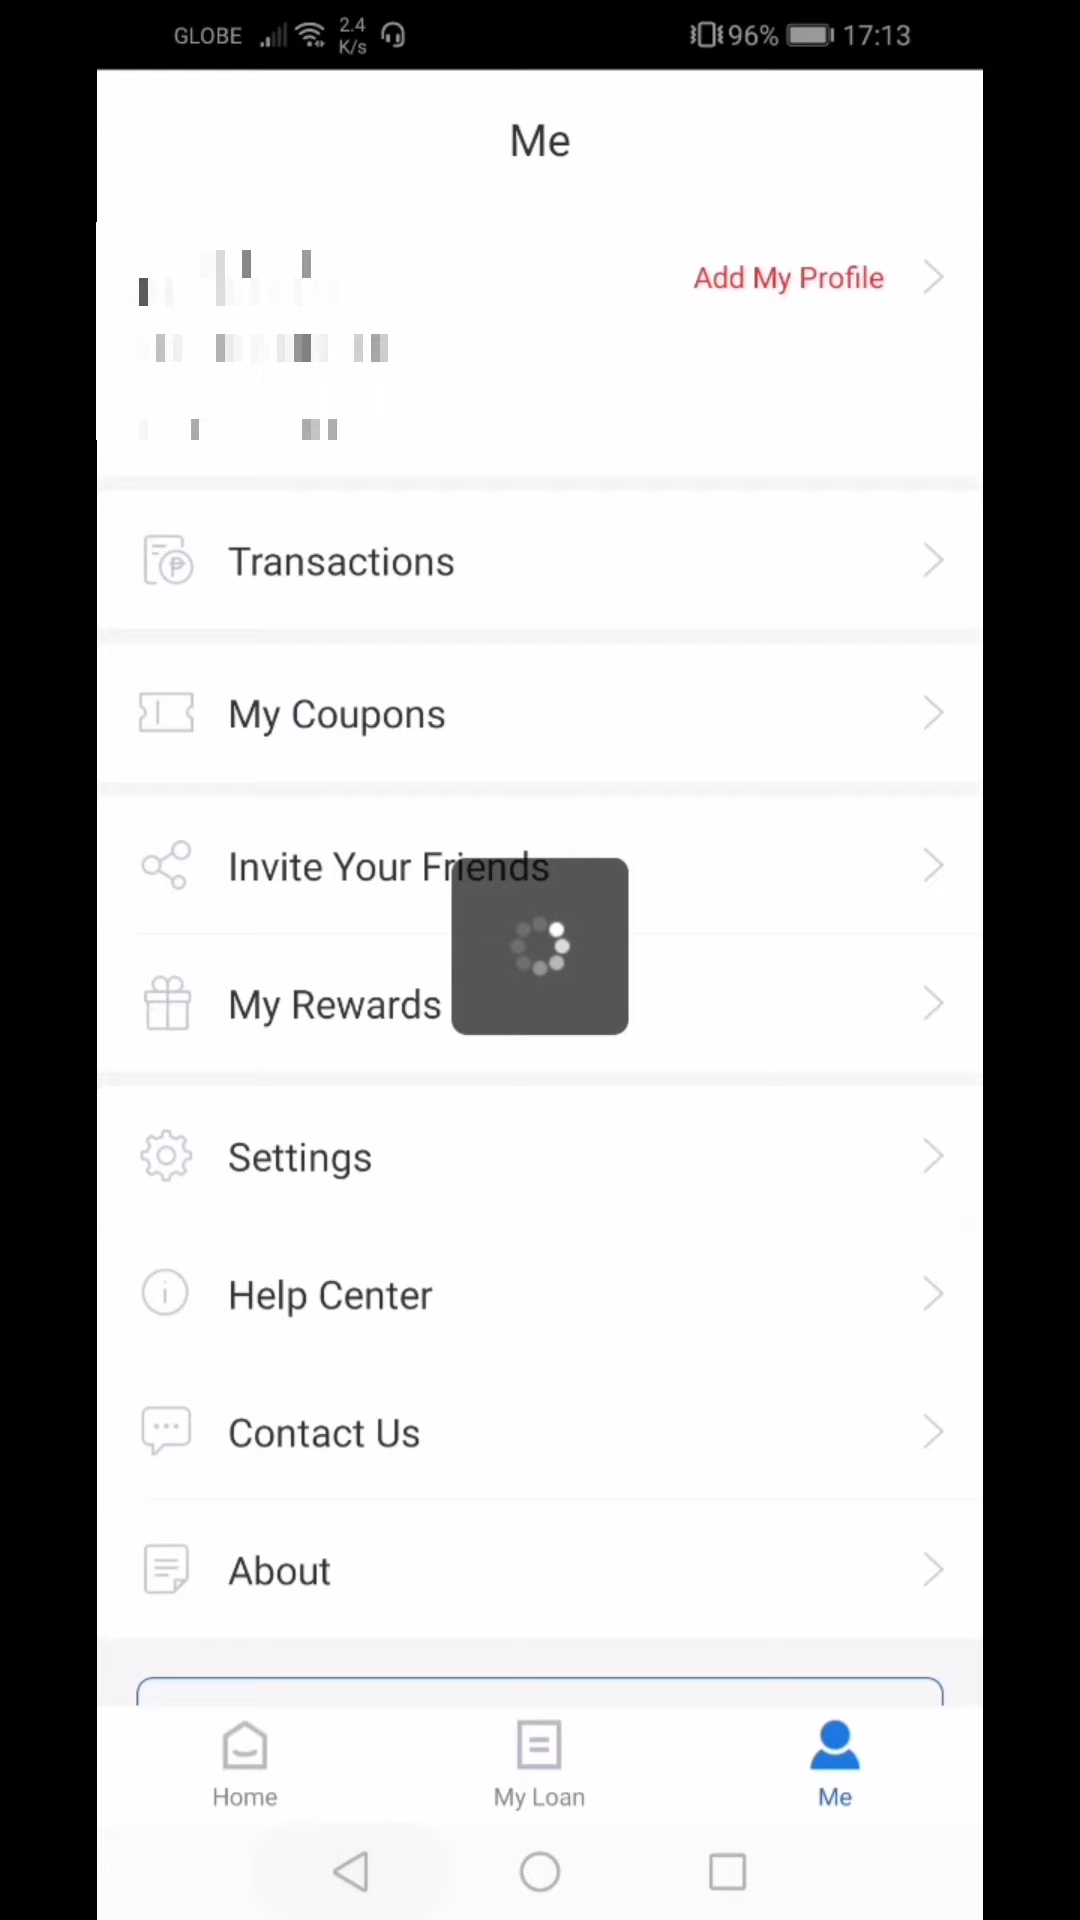 GLOBE 2.4 K/s 96% 17:13
Me
Add My Profile
Transactions
My Coupons
Invite Your Friends
My Rewards
Settings
Help Center
Contact Us
About
Home My Loan Me